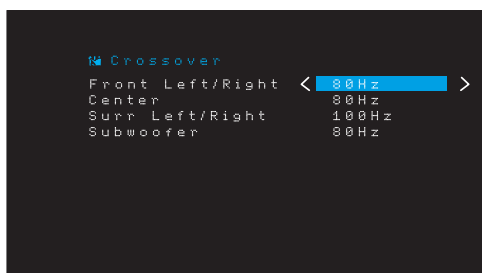 Crossover
Front Left/Right < 80Hz >
Center 80Hz
Surr Left/Right 100Hz
Subwoofer 80Hz